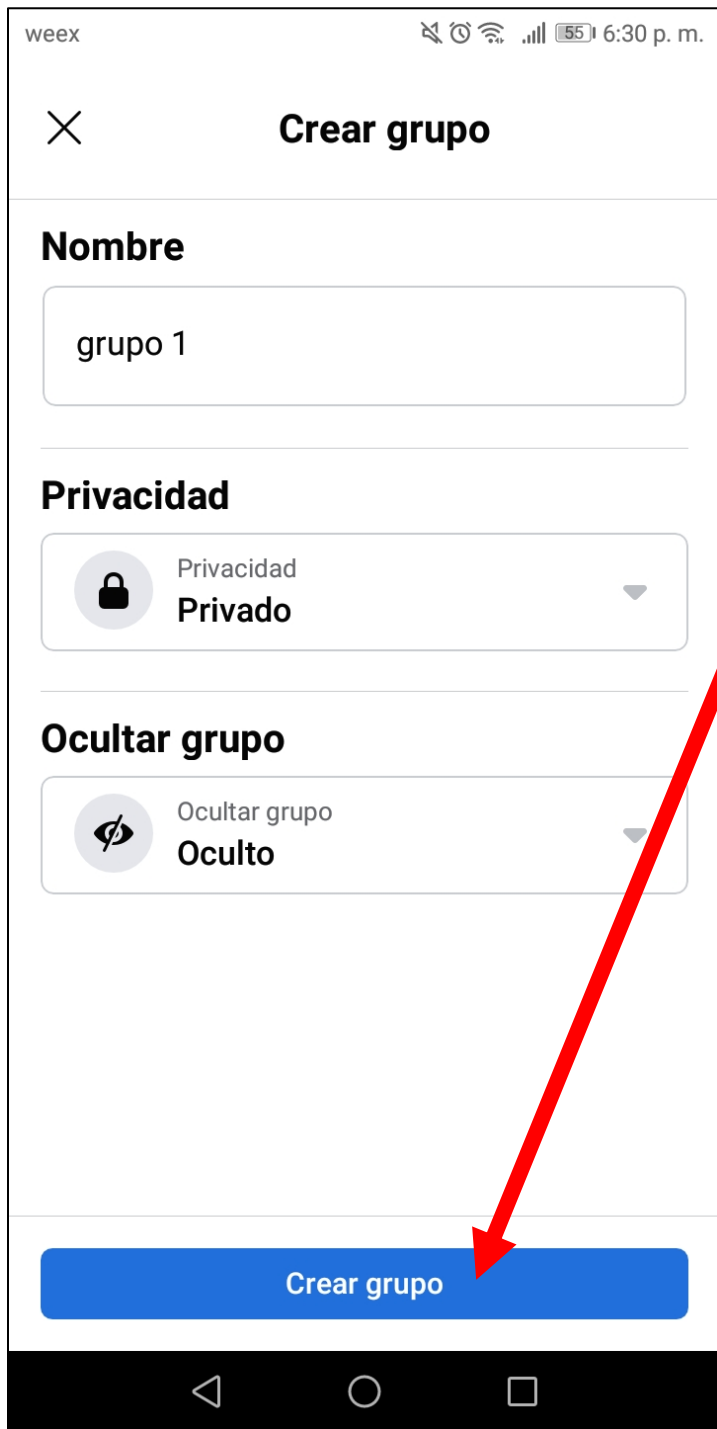 weex 55 6:30 p. m.
Crear grupo
Nombre
grupo 1
Privacidad
Privacidad
Privado
Ocultar grupo
Ocultar grupo
Oculto
Crear grupo